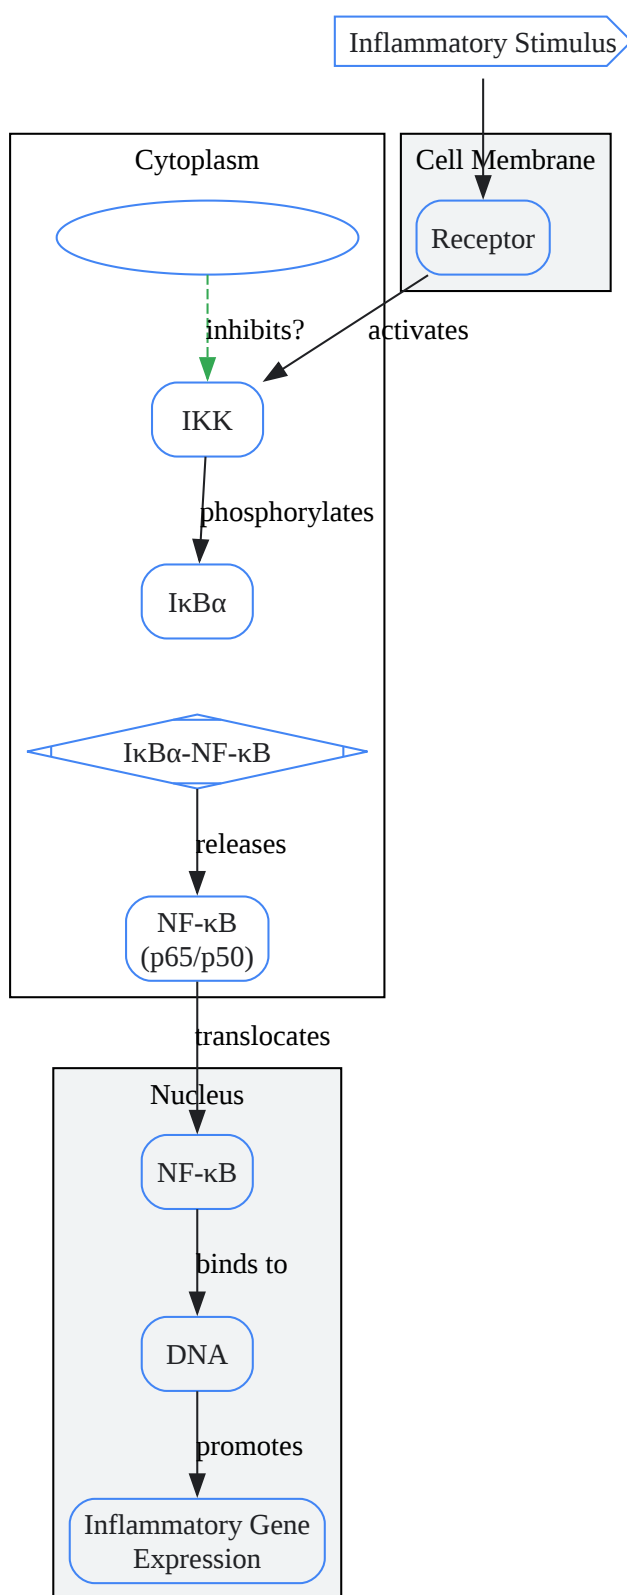 Inflammatory Stimulus
Cytoplasm
Cell Membrane
Receptor
inhibits?
activates
IKK
phosphorylates
IκBα
IκBα-NF-κB
releases
NF-κB
(p65/p50)
translocates
Nucleus
NF-κB
binds to
DNA
promotes
Inflammatory Gene
Expression